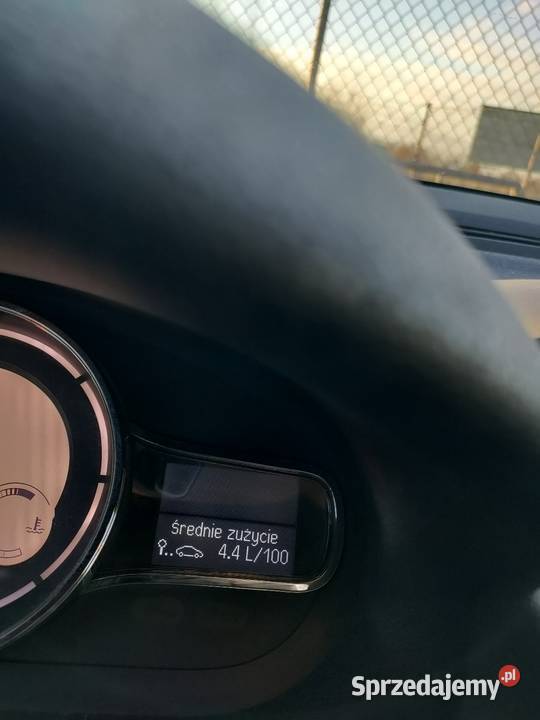 średnie zużycie
4.4 L/100
Sprzedajemy.pl